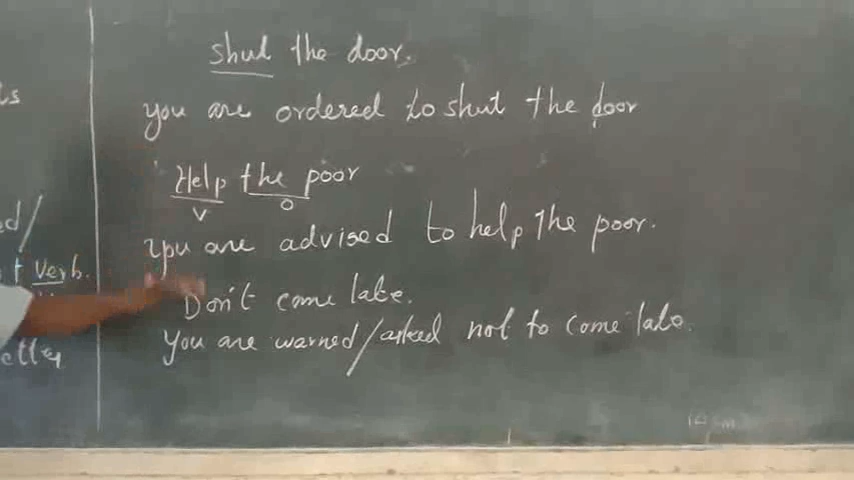 shut the door.
you are ordered to shut the door
Help the poor
V O
You are advised to help the poor.
Don't come late.
You are warned/asked not to come late.
verb.